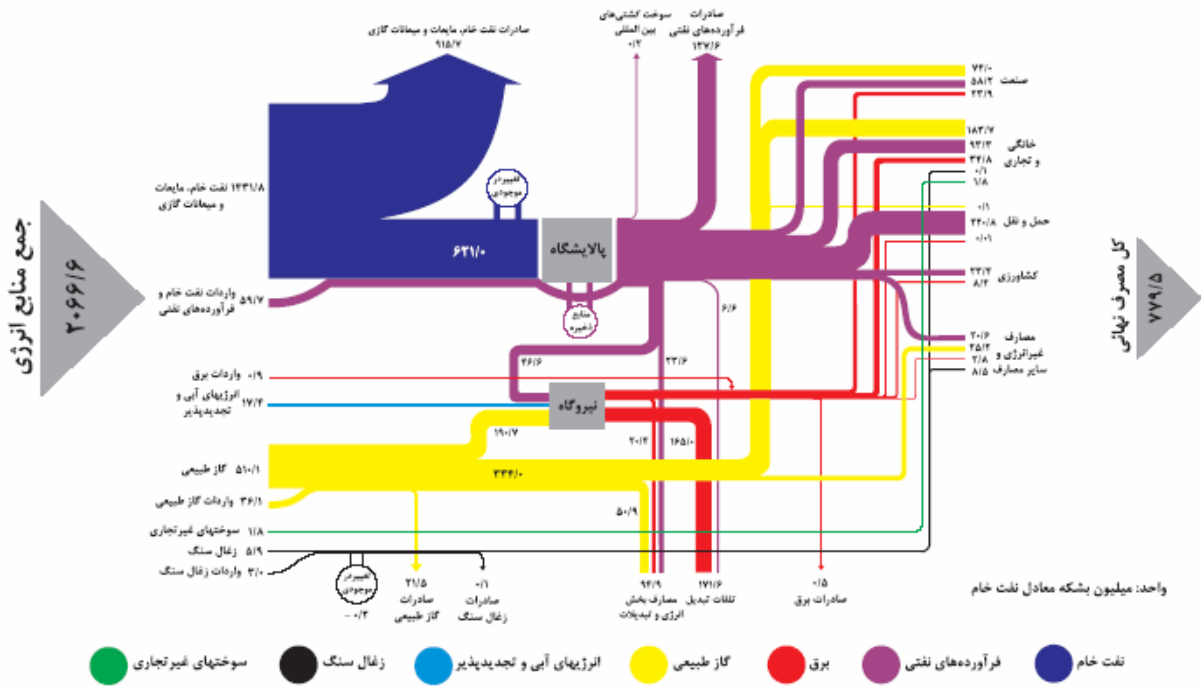 صادرات نفت خام، مایعات و میعانات گازی
۹۱۵/۷
سوخت کشتی‌های
بین المللی
۰/۲
صادرات
فرآورده‌های نفتی
۱۲۷/۶
جمع منابع انرژی
۲۰۶۶/۶
۱۴۳۱/۸ نفت خام، مایعات
و میعانات گازی
تغییر در
موجودی
۶۲۱/۰
پالایشگاه
منابع
ذخیره
واردات نفت خام و
فرآورده‌های نفتی
۵۹/۷
۲۶/۶
۲۳/۶
۶/۶
واردات برق ۰/۹
انرژیهای آبی و
تجدیدپذیر
۱۷/۴
نیروگاه
۱۹۰/۷
۲۰/۴
۱۶۵/۰
گاز طبیعی ۵۱۰/۱
۳۳۴/۰
واردات گاز طبیعی ۳۶/۱
۵۰/۹
سوختهای غیرتجاری ۱/۸
زغال سنگ ۵/۹
واردات زغال سنگ ۳/۰
تغییر در
موجودی
۰/۲ –
۲۱/۵
صادرات
گاز طبیعی
۰/۱
صادرات
زغال سنگ
۹۴/۹
مصارف بخش
انرژی و تبدیلات
۱۷۱/۶
تلفات تبدیل
۰/۵
صادرات برق
۷۴/۰
۵۸/۲
صنعت
۲۳/۹
۱۸۳/۷
۹۳/۳
خانگی
و تجاری
۳۴/۸
۰/۱
۱/۸
۰/۱
حمل و نقل
۲۲۰/۸
۰/۰۱
کشاورزی
۲۳/۲
۸/۲
مصارف
غیرانرژی و
سایر مصارف
۲۰/۶
۲۵/۲
۲/۸
۸/۵
کل مصرف نهائی
۷۷۹/۵
واحد: میلیون بشکه معادل نفت خام
نفت خام
فرآورده‌های نفتی
برق
گاز طبیعی
انرژیهای آبی و تجدیدپذیر
زغال سنگ
سوختهای غیرتجاری